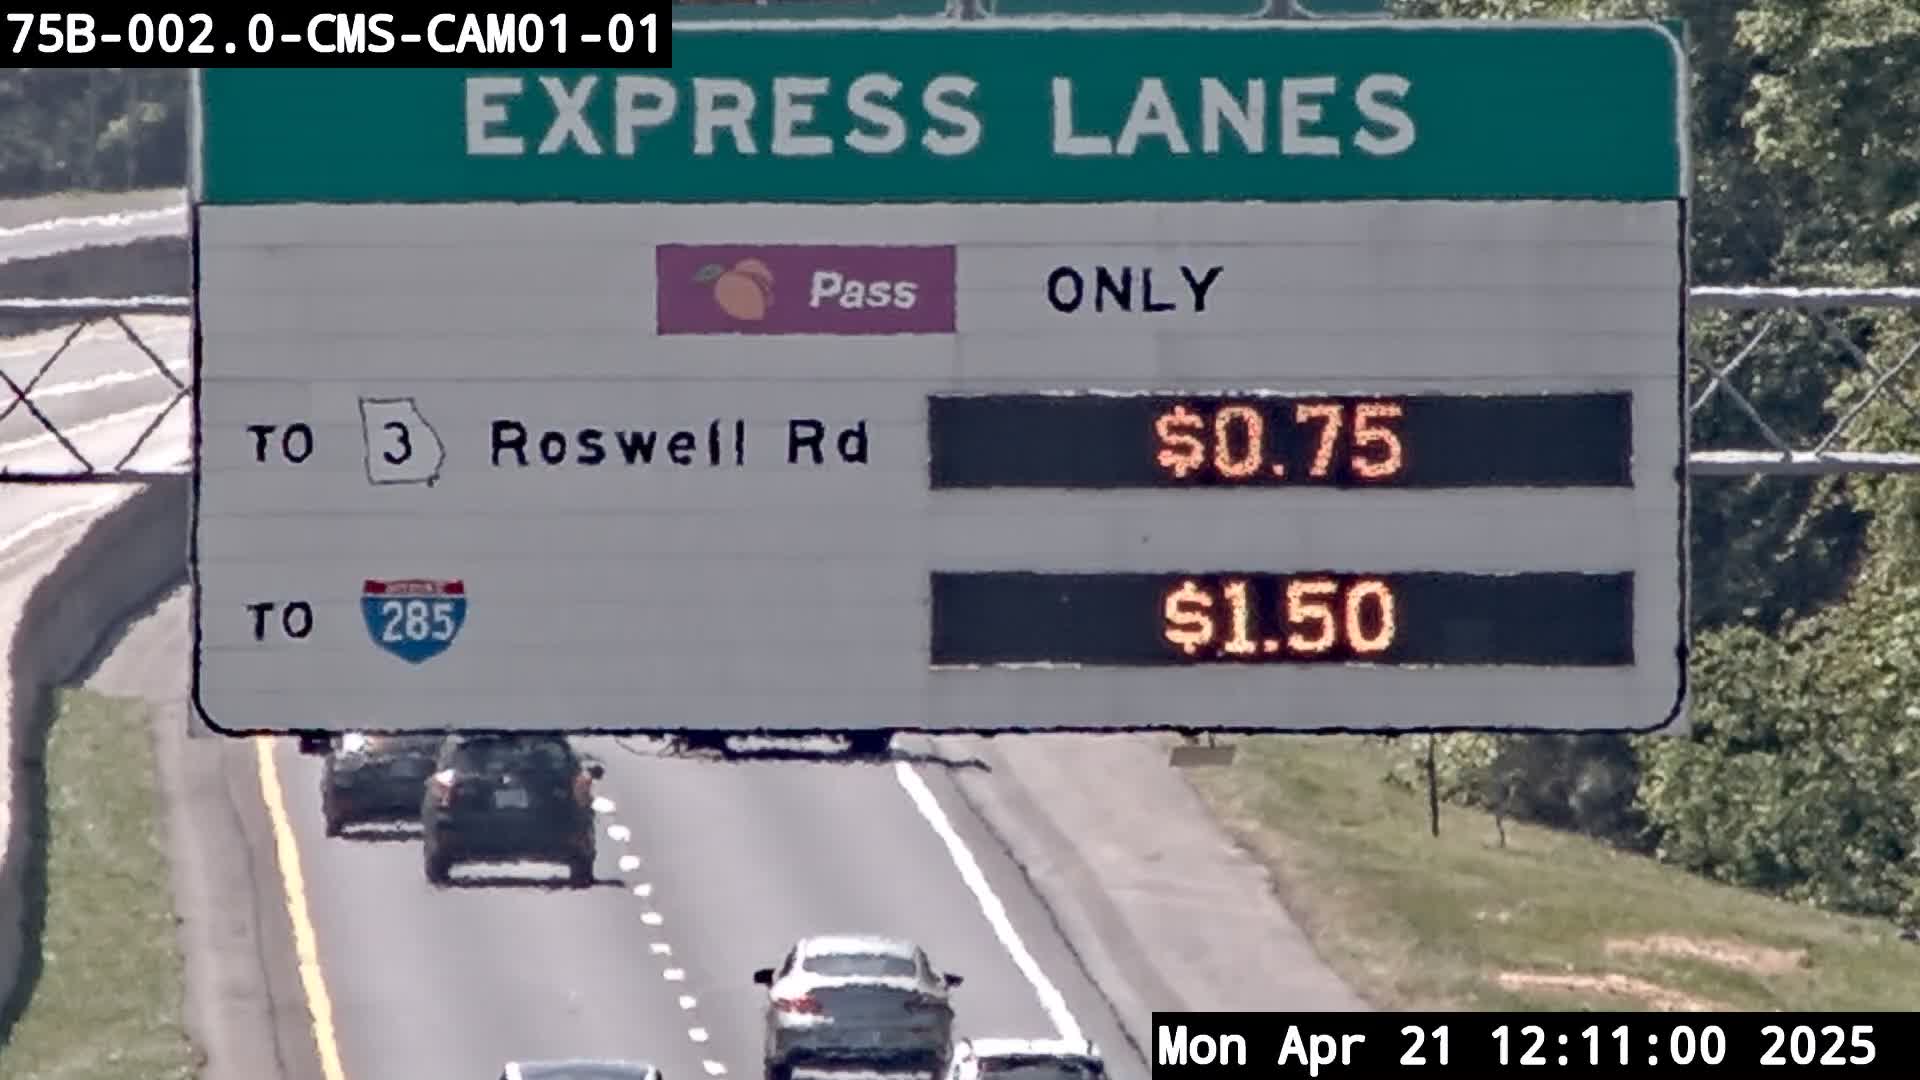 75B-002.0-CMS-CAM01-01
EXPRESS LANES
Pass ONLY
TO 3 Roswell Rd $0.75
TO 285 $1.50
Mon Apr 21 12:11:00 2025